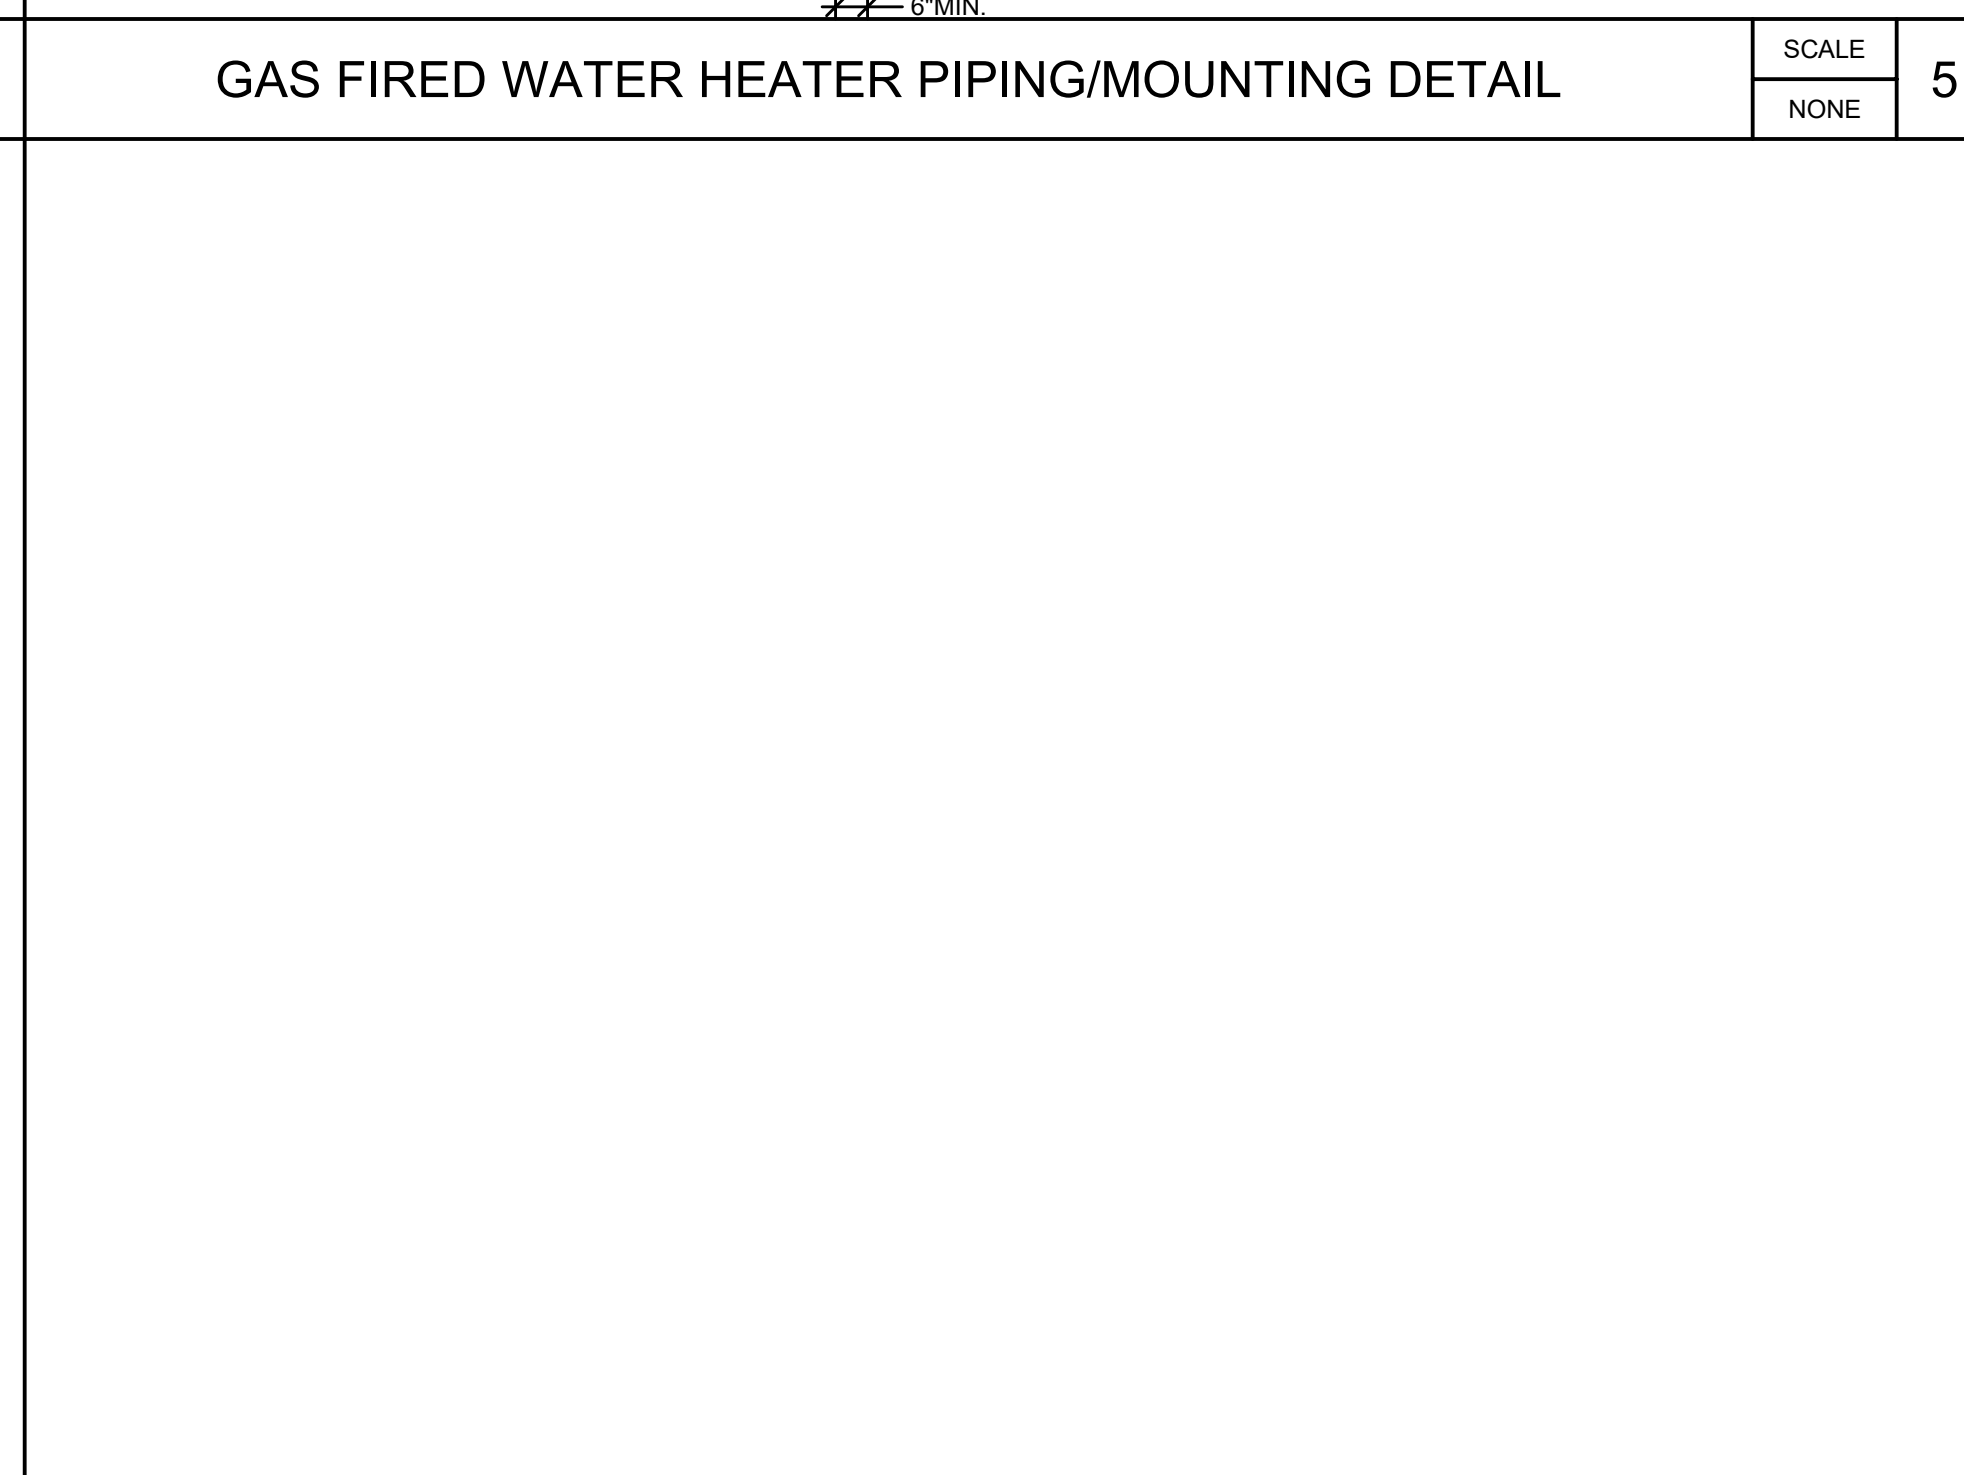 6"MIN.
GAS FIRED WATER HEATER PIPING/MOUNTING DETAIL
SCALE
NONE
5